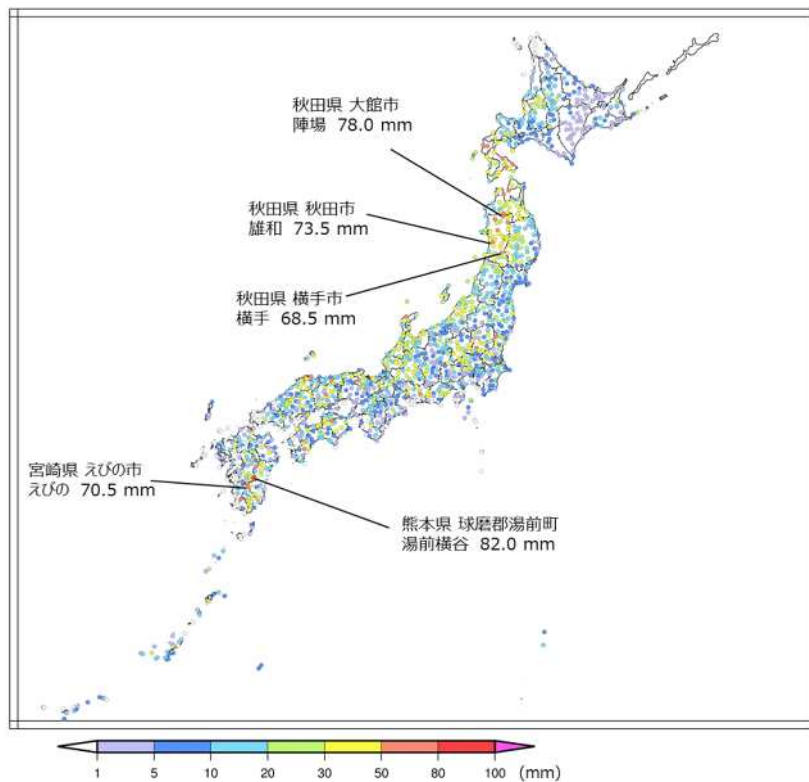 秋田県 大館市
陣場 78.0 mm
秋田県 秋田市
雄和 73.5 mm
秋田県 横手市
横手 68.5 mm
宮崎県 えびの市
えびの 70.5 mm
熊本県 球磨郡湯前町
湯前横谷 82.0 mm
1 5 10 20 30 50 80 100 (mm)